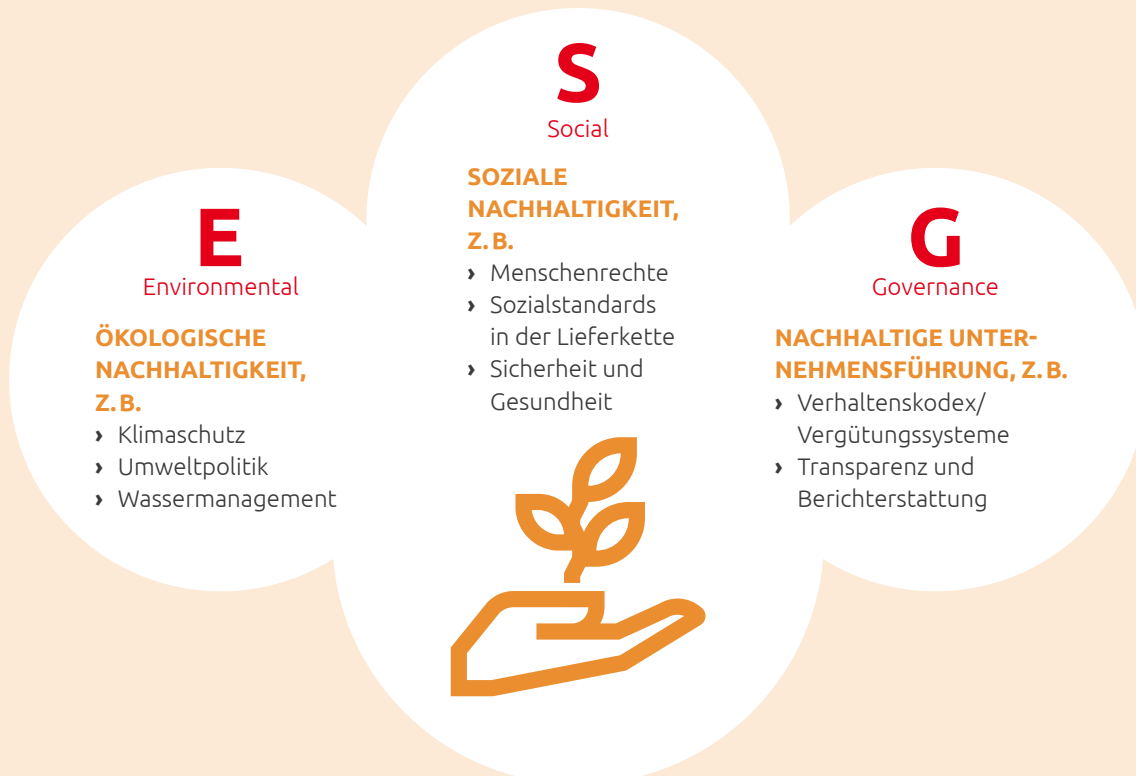 E
Environmental
ÖKOLOGISCHE
NACHHALTIGKEIT,
Z. B.
› Klimaschutz
› Umweltpolitik
› Wassermanagement
S
Social
SOZIALE
NACHHALTIGKEIT,
Z. B.
› Menschenrechte
› Sozialstandards
in der Lieferkette
› Sicherheit und
Gesundheit
G
Governance
NACHHALTIGE UNTER-
NEHMENSFÜHRUNG, Z. B.
› Verhaltenskodex/
Vergütungssysteme
› Transparenz und
Berichterstattung